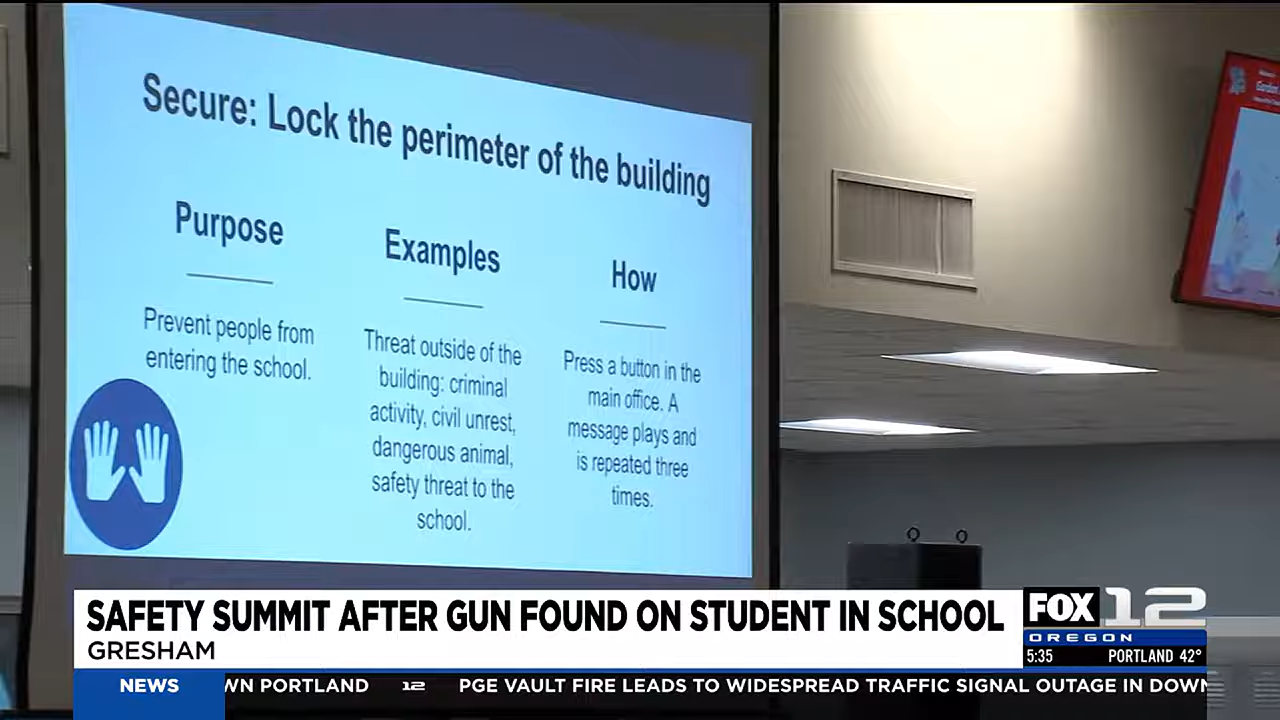 Secure: Lock the perimeter of the building
Purpose
Prevent people from
entering the school.
Examples
Threat outside of the
building: criminal
activity, civil unrest,
dangerous animal,
safety threat to the
school.
How
Press a button in the
main office. A
message plays and
is repeated three
times.
SAFETY SUMMIT AFTER GUN FOUND ON STUDENT IN SCHOOL
GRESHAM
FOX 12
OREGON
5:35 PORTLAND 42°
NEWS
WN PORTLAND 12 PGE VAULT FIRE LEADS TO WIDESPREAD TRAFFIC SIGNAL OUTAGE IN DOWN